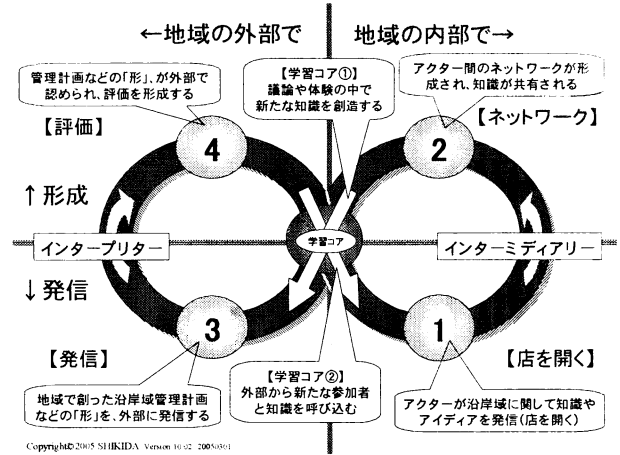 ←地域の外部で
地域の内部で→
管理計画などの「形」、が外部で
認められ、評価を形成する
【学習コア①】
議論や体験の中で
新たな知識を創造する
アクター間のネットワークが形
成され、知識が共有される
【評価】
4
2
【ネットワーク】
↑形成
学習コア
インタープリター
インターミディアリー
↓発信
3
1
【発信】
【店を開く】
地域で創った沿岸域管理計画
などの「形」を、外部に発信する
【学習コア②】
外部から新たな参加者
と知識を呼び込む
アクターが沿岸域に関して知識や
アイディアを発信(店を開く)
Copyright© 2005 SHIKIDA Version 10.02 20050301